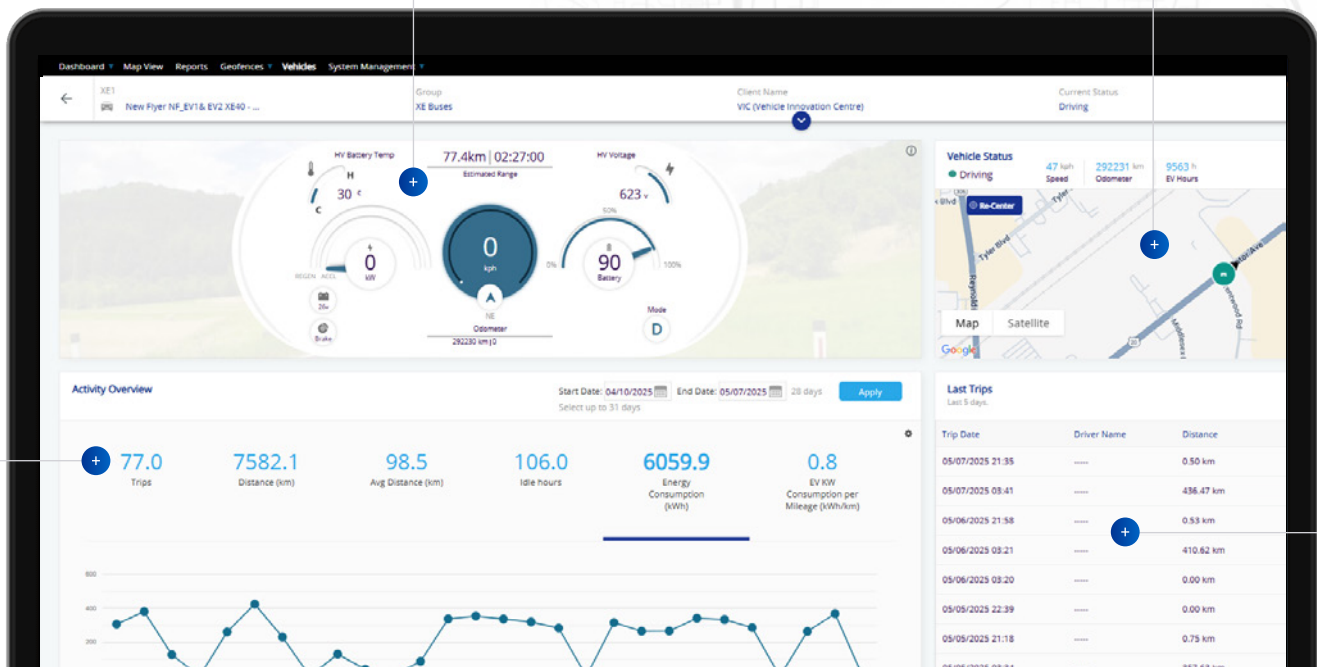 Dashboard Map View Reports Geofences Vehicles System Management
XE1
New Flyer NF_EV1& EV2 XE40 - ...
Group
XE Buses
Client Name
VIC (Vehicle Innovation Centre)
Current Status
Driving
HV Battery Temp
H
30 c
C
77.4km | 02:27:00
Estimated Range
HV Voltage
623 v
0
kW
REGEN ACCEL
28v
Brake
0
kph
NE
Odometer
292230 km | 0
50%
0%
100%
90
Battery
Mode
D
Vehicle Status
Driving
47 kph
Speed
292231 km
Odometer
9563 h
EV Hours
Blvd
Re-Center
Tyler
Tyler Blvd
Reynolds
Map Satellite
Google
20
Activity Overview
Start Date: 04/10/2025 End Date: 05/07/2025 28 days Apply
Select up to 31 days
77.0
Trips
7582.1
Distance (km)
98.5
Avg Distance (km)
106.0
Idle hours
6059.9
Energy
Consumption
(kWh)
0.8
EV KW
Consumption per
Mileage (kWh/km)
600
400
200
Last Trips
Last 5 days.
Trip Date Driver Name Distance
05/07/2025 21:35 ----- 0.50 km
05/07/2025 03:41 ----- 436.47 km
05/06/2025 21:58 ----- 0.53 km
05/06/2025 03:21 ----- 410.62 km
05/06/2025 03:20 ----- 0.00 km
05/05/2025 22:39 ----- 0.00 km
05/05/2025 21:18 ----- 0.75 km